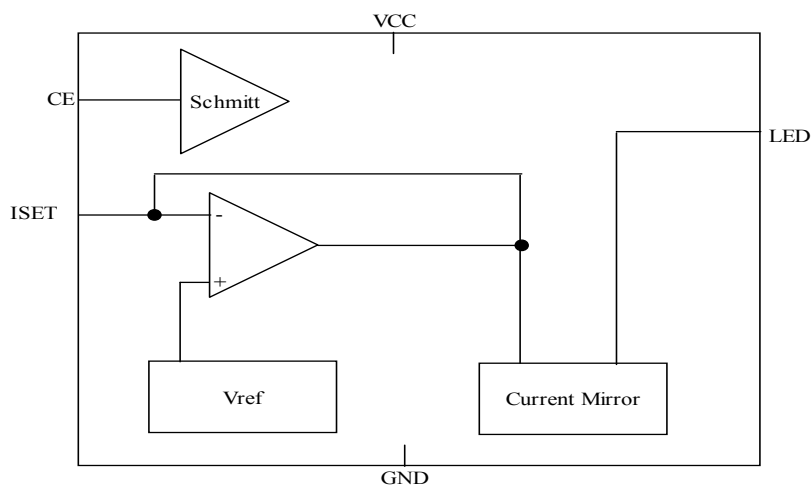 VCC
CE
Schmitt
LED
ISET
-
+
Vref
Current Mirror
GND